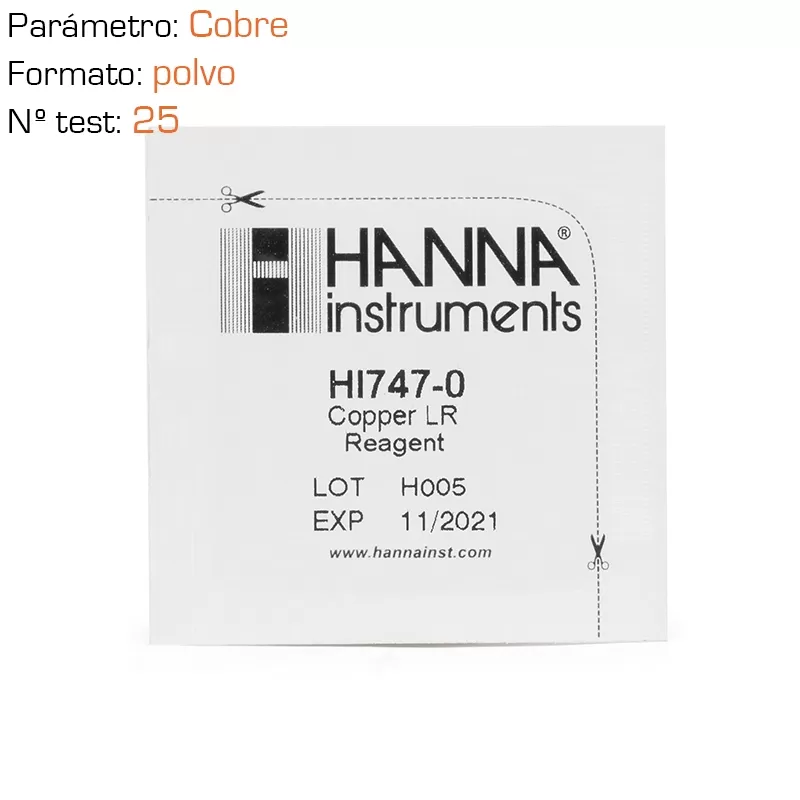 Parámetro: Cobre
Formato: polvo
Nº test: 25
HANNA®
instruments
HI747-0
Copper LR
Reagent
LOT H005
EXP 11/2021
www.hannainst.com